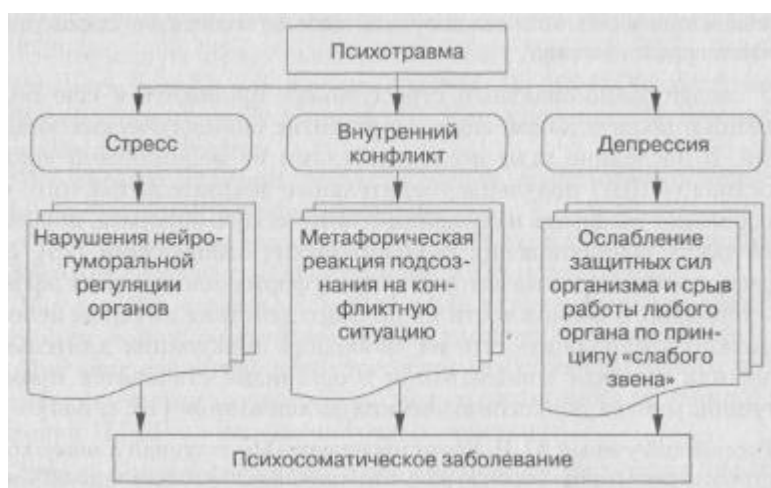 Психотравма
Стресс
Внутренний
конфликт
Депрессия
Нарушения нейро-
гуморальной
регуляции
органов
Метафорическая
реакция подсоз-
нания на кон-
фликтную
ситуацию
Ослабление
защитных сил
организма и срыв
работы любого
органа по прин-
ципу «слабого
звена»
Психосоматическое заболевание